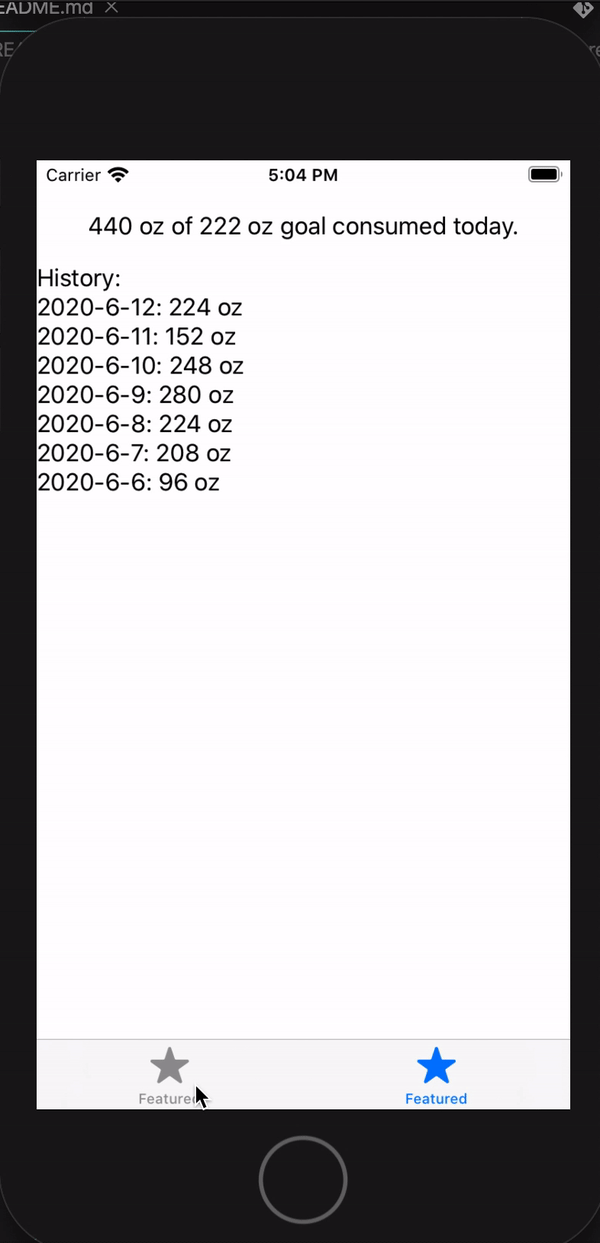 EADME.md
Carrier
5:04 PM
440 oz of 222 oz goal consumed today.
History:
2020-6-12: 224 oz
2020-6-11: 152 oz
2020-6-10: 248 oz
2020-6-9: 280 oz
2020-6-8: 224 oz
2020-6-7: 208 oz
2020-6-6: 96 oz
Featured Featured